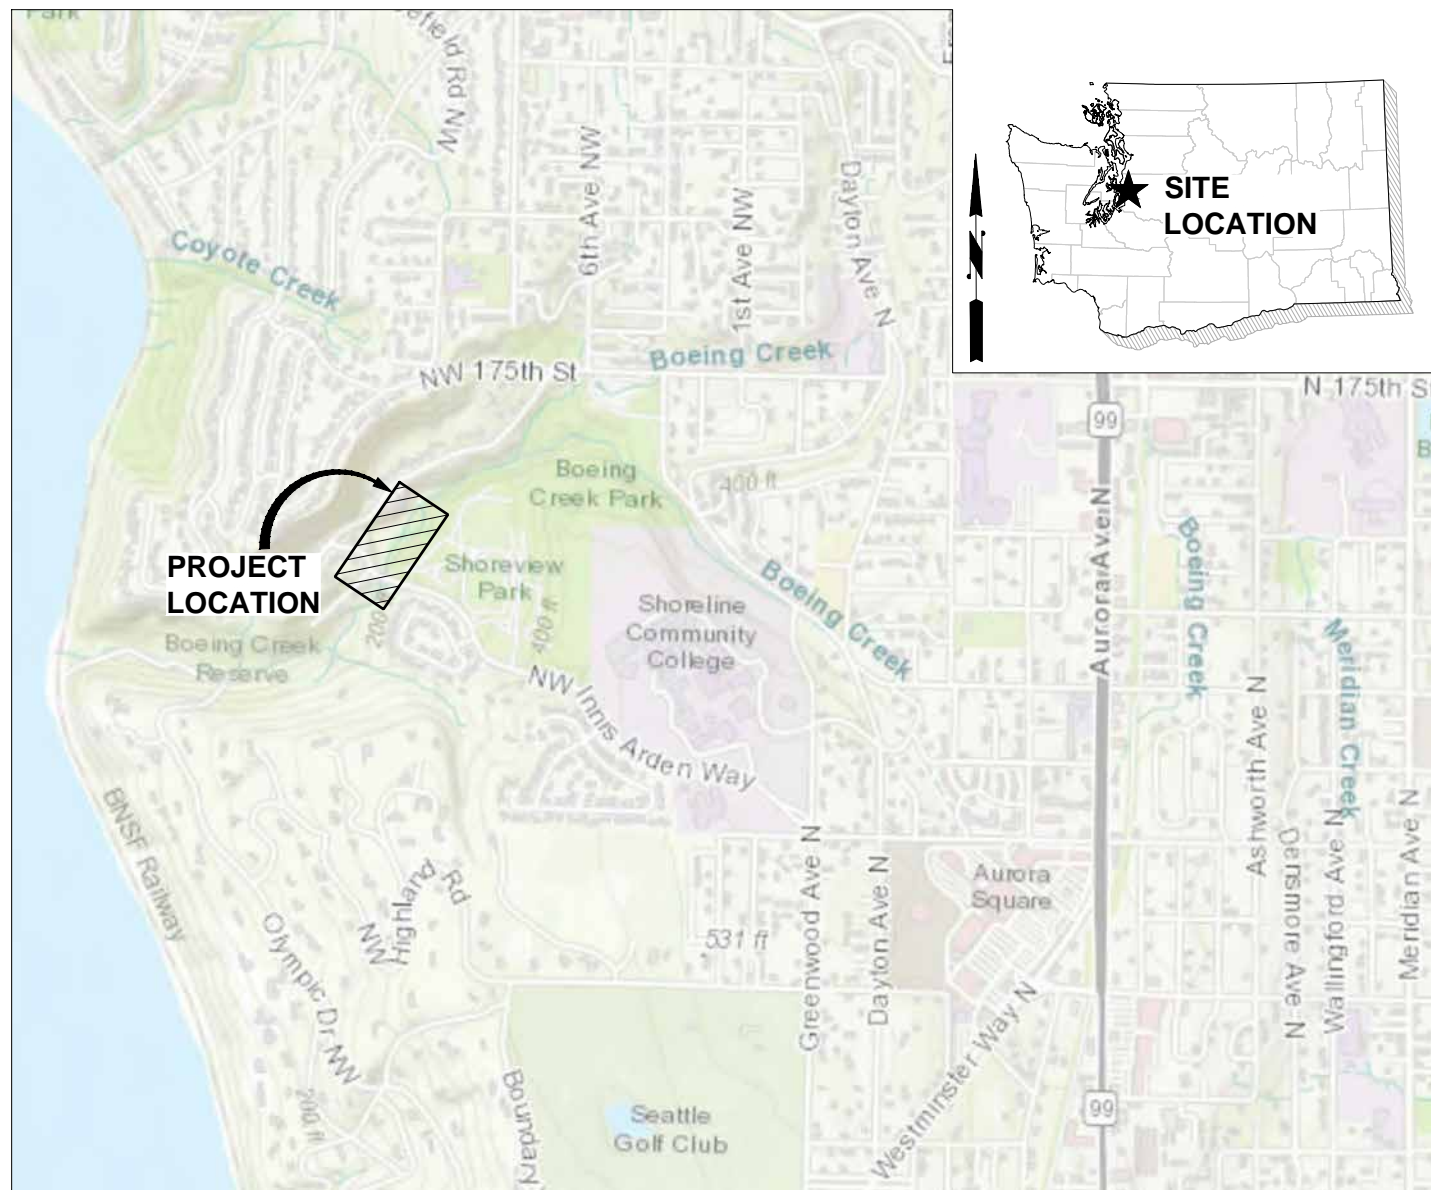 Park
efield Rd NW
6th Ave NW
1st Ave NW
Dayton Ave N
SITE
LOCATION
N
Coyote Creek
Boeing Creek
NW 175th St
N 175th S
99
B
Boeing
Creek Park
400 ft
PROJECT
LOCATION
Shoreview
Park
Shoreline
Community
College
Boeing Creek
Aurora Ave N
Boeing Creek
Meridian Creek
200
400 ft
Boeing Creek
Reserve
NW Innis Arden Way
BNSF Railway
NW
Highland
Rd
Olympic Dr NW
200 ft
Boundary
531 ft
Greenwood Ave N
Dayton Ave N
Aurora
Square
Westminster Way N
Ashworth Ave N
Densmore Ave N
Wallingford Ave N
Meridian Ave N
Seattle
Golf Club
99